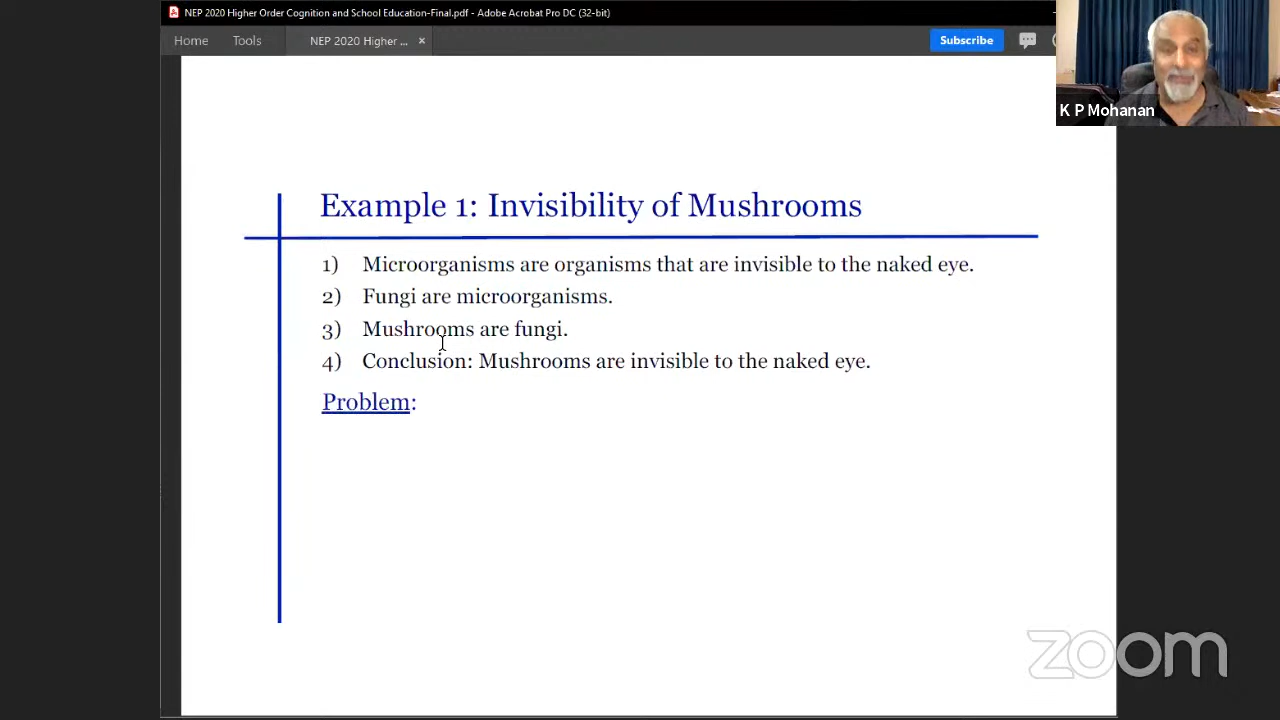 NEP 2020 Higher Order Cognition and School Education-Final.pdf - Adobe Acrobat Pro DC (32-bit)
Home Tools NEP 2020 Higher ... × Subscribe
K P Mohanan
Example 1: Invisibility of Mushrooms
1) Microorganisms are organisms that are invisible to the naked eye.
2) Fungi are microorganisms.
3) Mushrooms are fungi.
4) Conclusion: Mushrooms are invisible to the naked eye.
Problem:
zoom